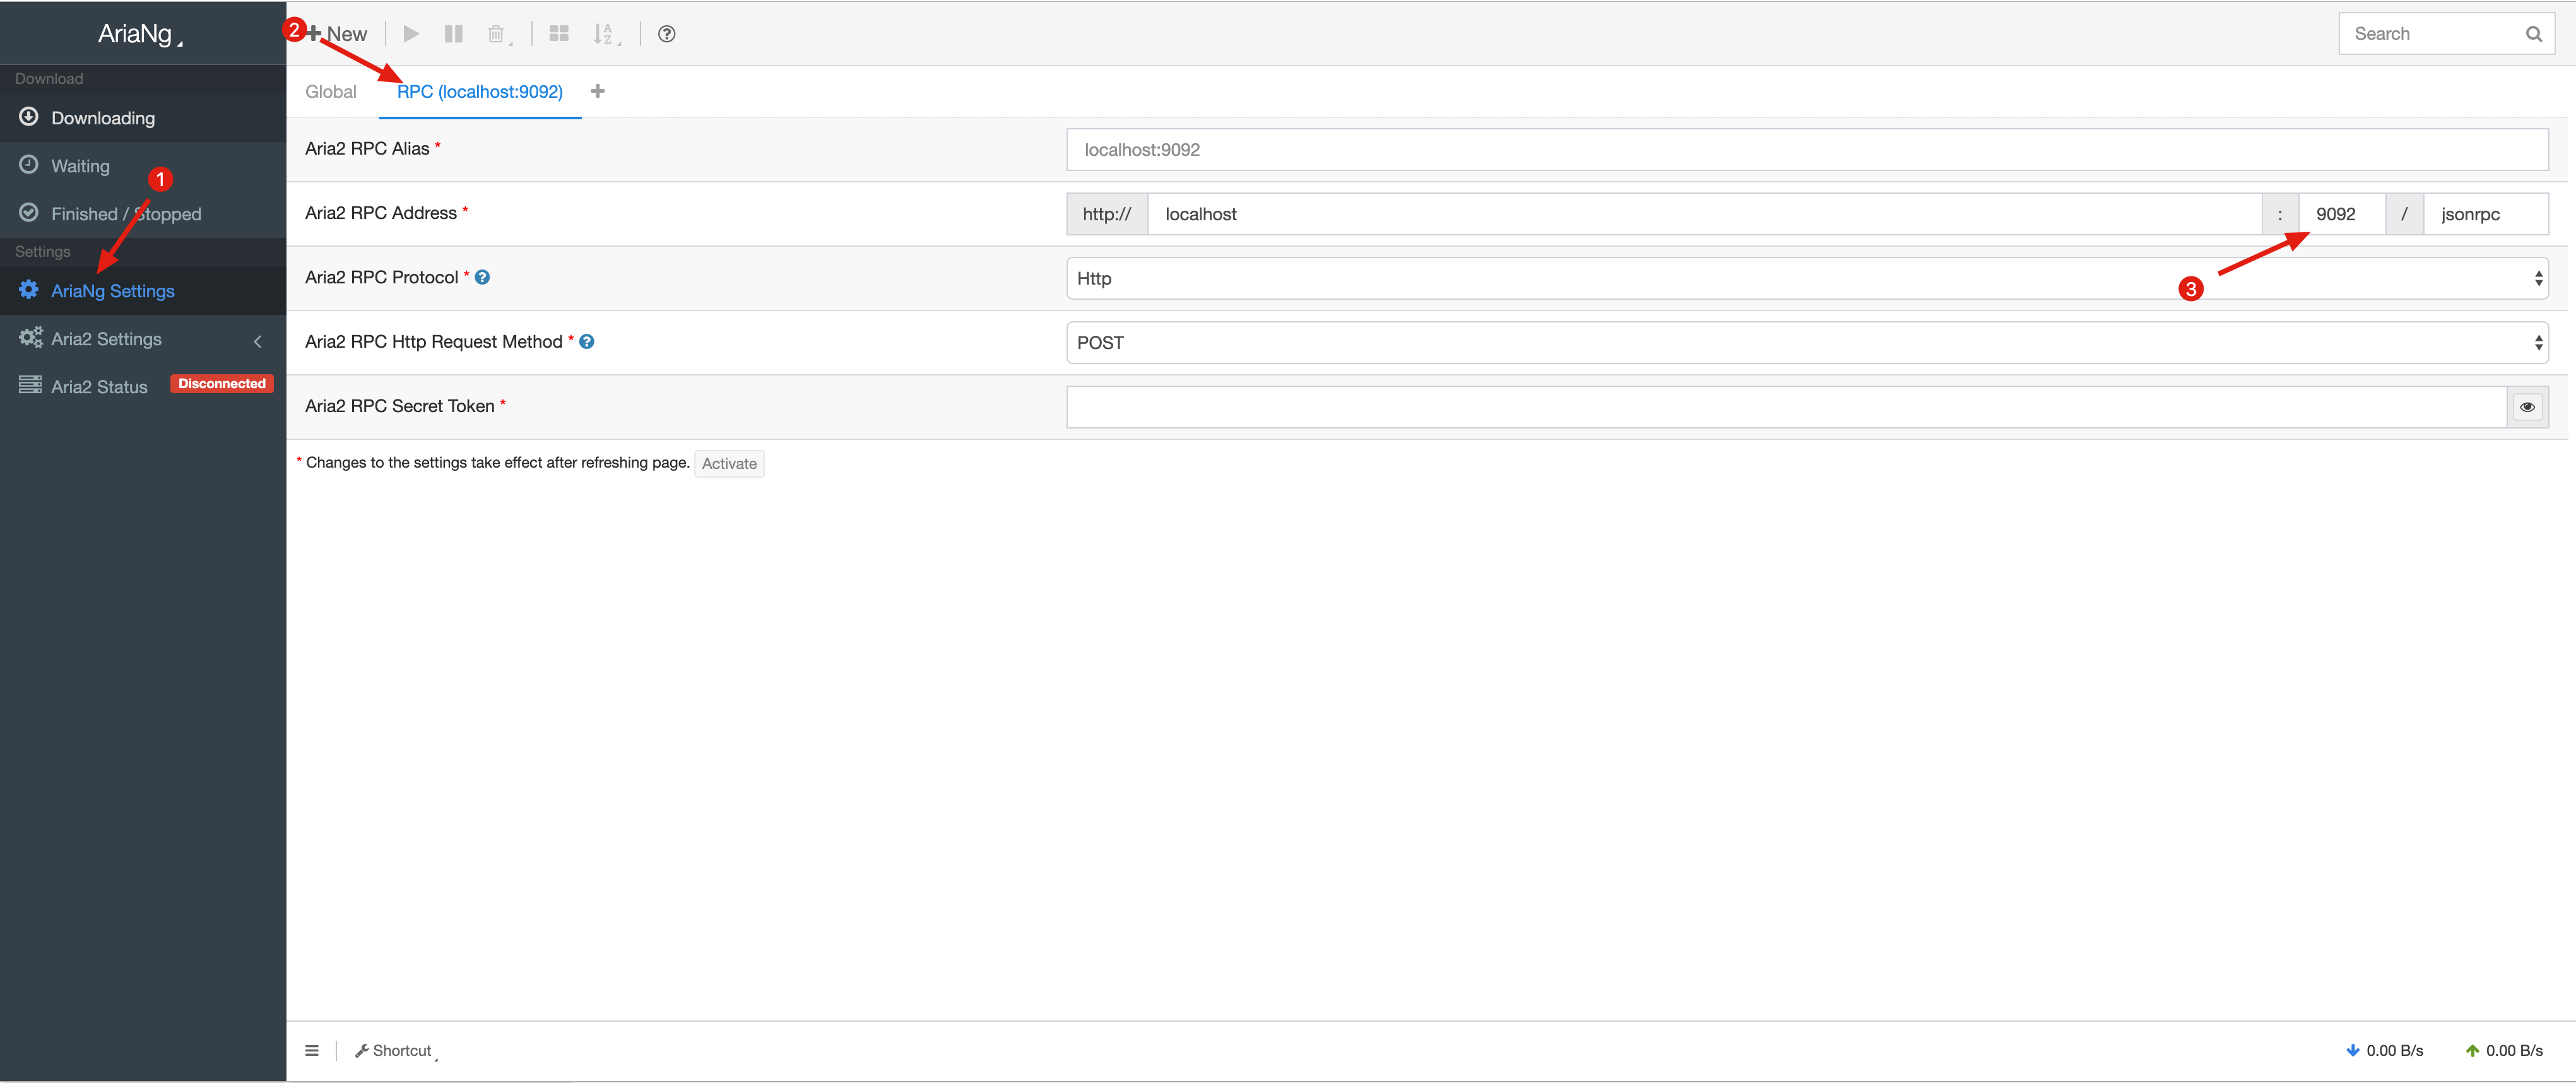 AriaNg
2 New
Search
Download
Global
RPC (localhost:9092)
Downloading
Aria2 RPC Alias *
localhost:9092
Waiting
1
Finished / Stopped
Aria2 RPC Address *
http:// localhost : 9092 / jsonrpc
Settings
Aria2 RPC Protocol * ?
Http
3
AriaNg Settings
Aria2 Settings
Aria2 RPC Http Request Method * ?
POST
Aria2 Status Disconnected
Aria2 RPC Secret Token *
* Changes to the settings take effect after refreshing page. Activate
Shortcut
0.00 B/s
0.00 B/s